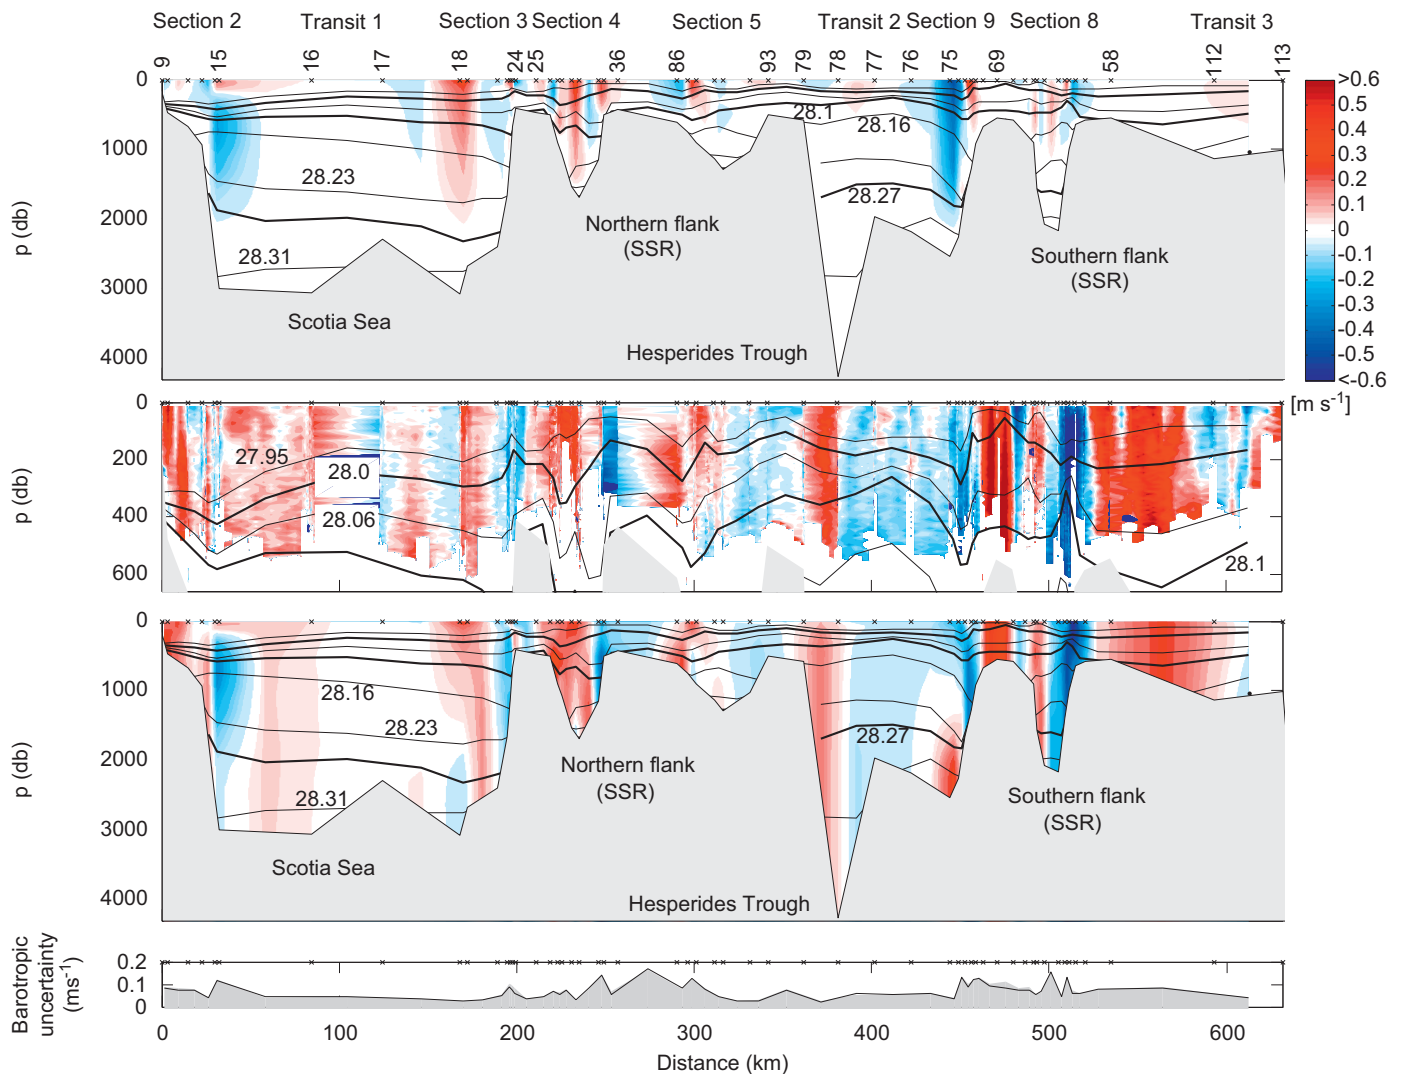 Section 2 Transit 1 Section 3 Section 4 Section 5 Transit 2 Section 9 Section 8 Transit 3
9 15 16 17 18 24 25 36 86 93 79 78 77 76 75 69 58 112 113
0
1000
2000
3000
4000
p (db)
28.1
28.16
28.23
28.27
28.31
Northern flank
(SSR)
Southern flank
(SSR)
Scotia Sea
Hesperides Trough
>0.6
0.5
0.4
0.3
0.2
0.1
0
-0.1
-0.2
-0.3
-0.4
-0.5
<-0.6
[m s-1]
0
200
400
600
p (db)
27.95
28.0
28.06
28.1
0
1000
2000
3000
4000
p (db)
28.16
28.23
28.27
28.31
Northern flank
(SSR)
Southern flank
(SSR)
Scotia Sea
Hesperides Trough
Barotropic
uncertainty
(ms-1)
0.2
0.1
0
0 100 200 300 400 500 600
Distance (km)